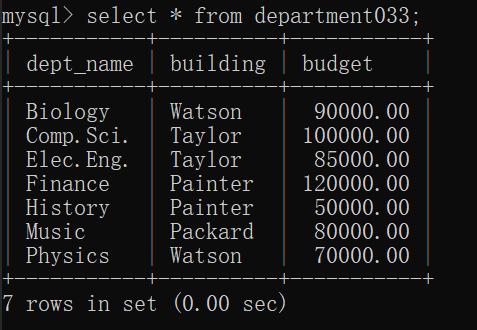 mysql> select * from department033;
+-----------+----------+-----------+
| dept_name | building | budget    |
+-----------+----------+-----------+
| Biology   | Watson   |  90000.00 |
| Comp.Sci. | Taylor   | 100000.00 |
| Elec.Eng. | Taylor   |  85000.00 |
| Finance   | Painter  | 120000.00 |
| History   | Painter  |  50000.00 |
| Music     | Packard  |  80000.00 |
| Physics   | Watson   |  70000.00 |
+-----------+----------+-----------+
7 rows in set (0.00 sec)